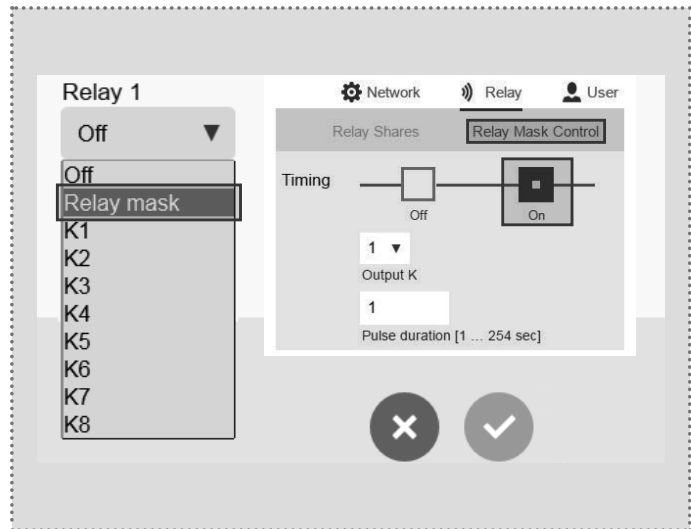 Relay 1
Off ▼
Off
Relay mask
K1
K2
K3
K4
K5
K6
K7
K8
Network Relay User
Relay Shares Relay Mask Control
Timing
Off On
1 ▼
Output K
1
Pulse duration [1 ... 254 sec]